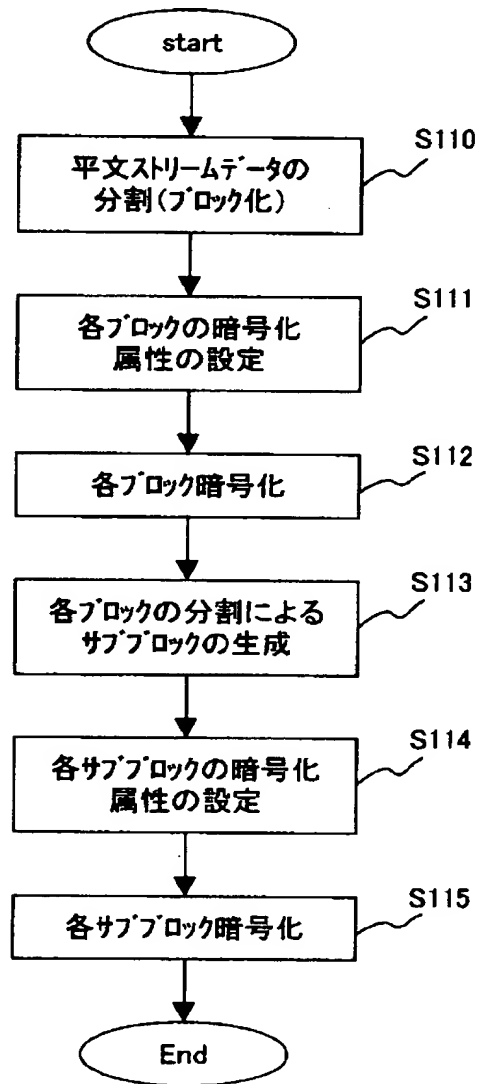 start
S110
平文ストリームデータの
分割(ブロック化)
S111
各ブロックの暗号化
属性の設定
S112
各ブロック暗号化
S113
各ブロックの分割による
サブブロックの生成
S114
各サブブロックの暗号化
属性の設定
S115
各サブブロック暗号化
End